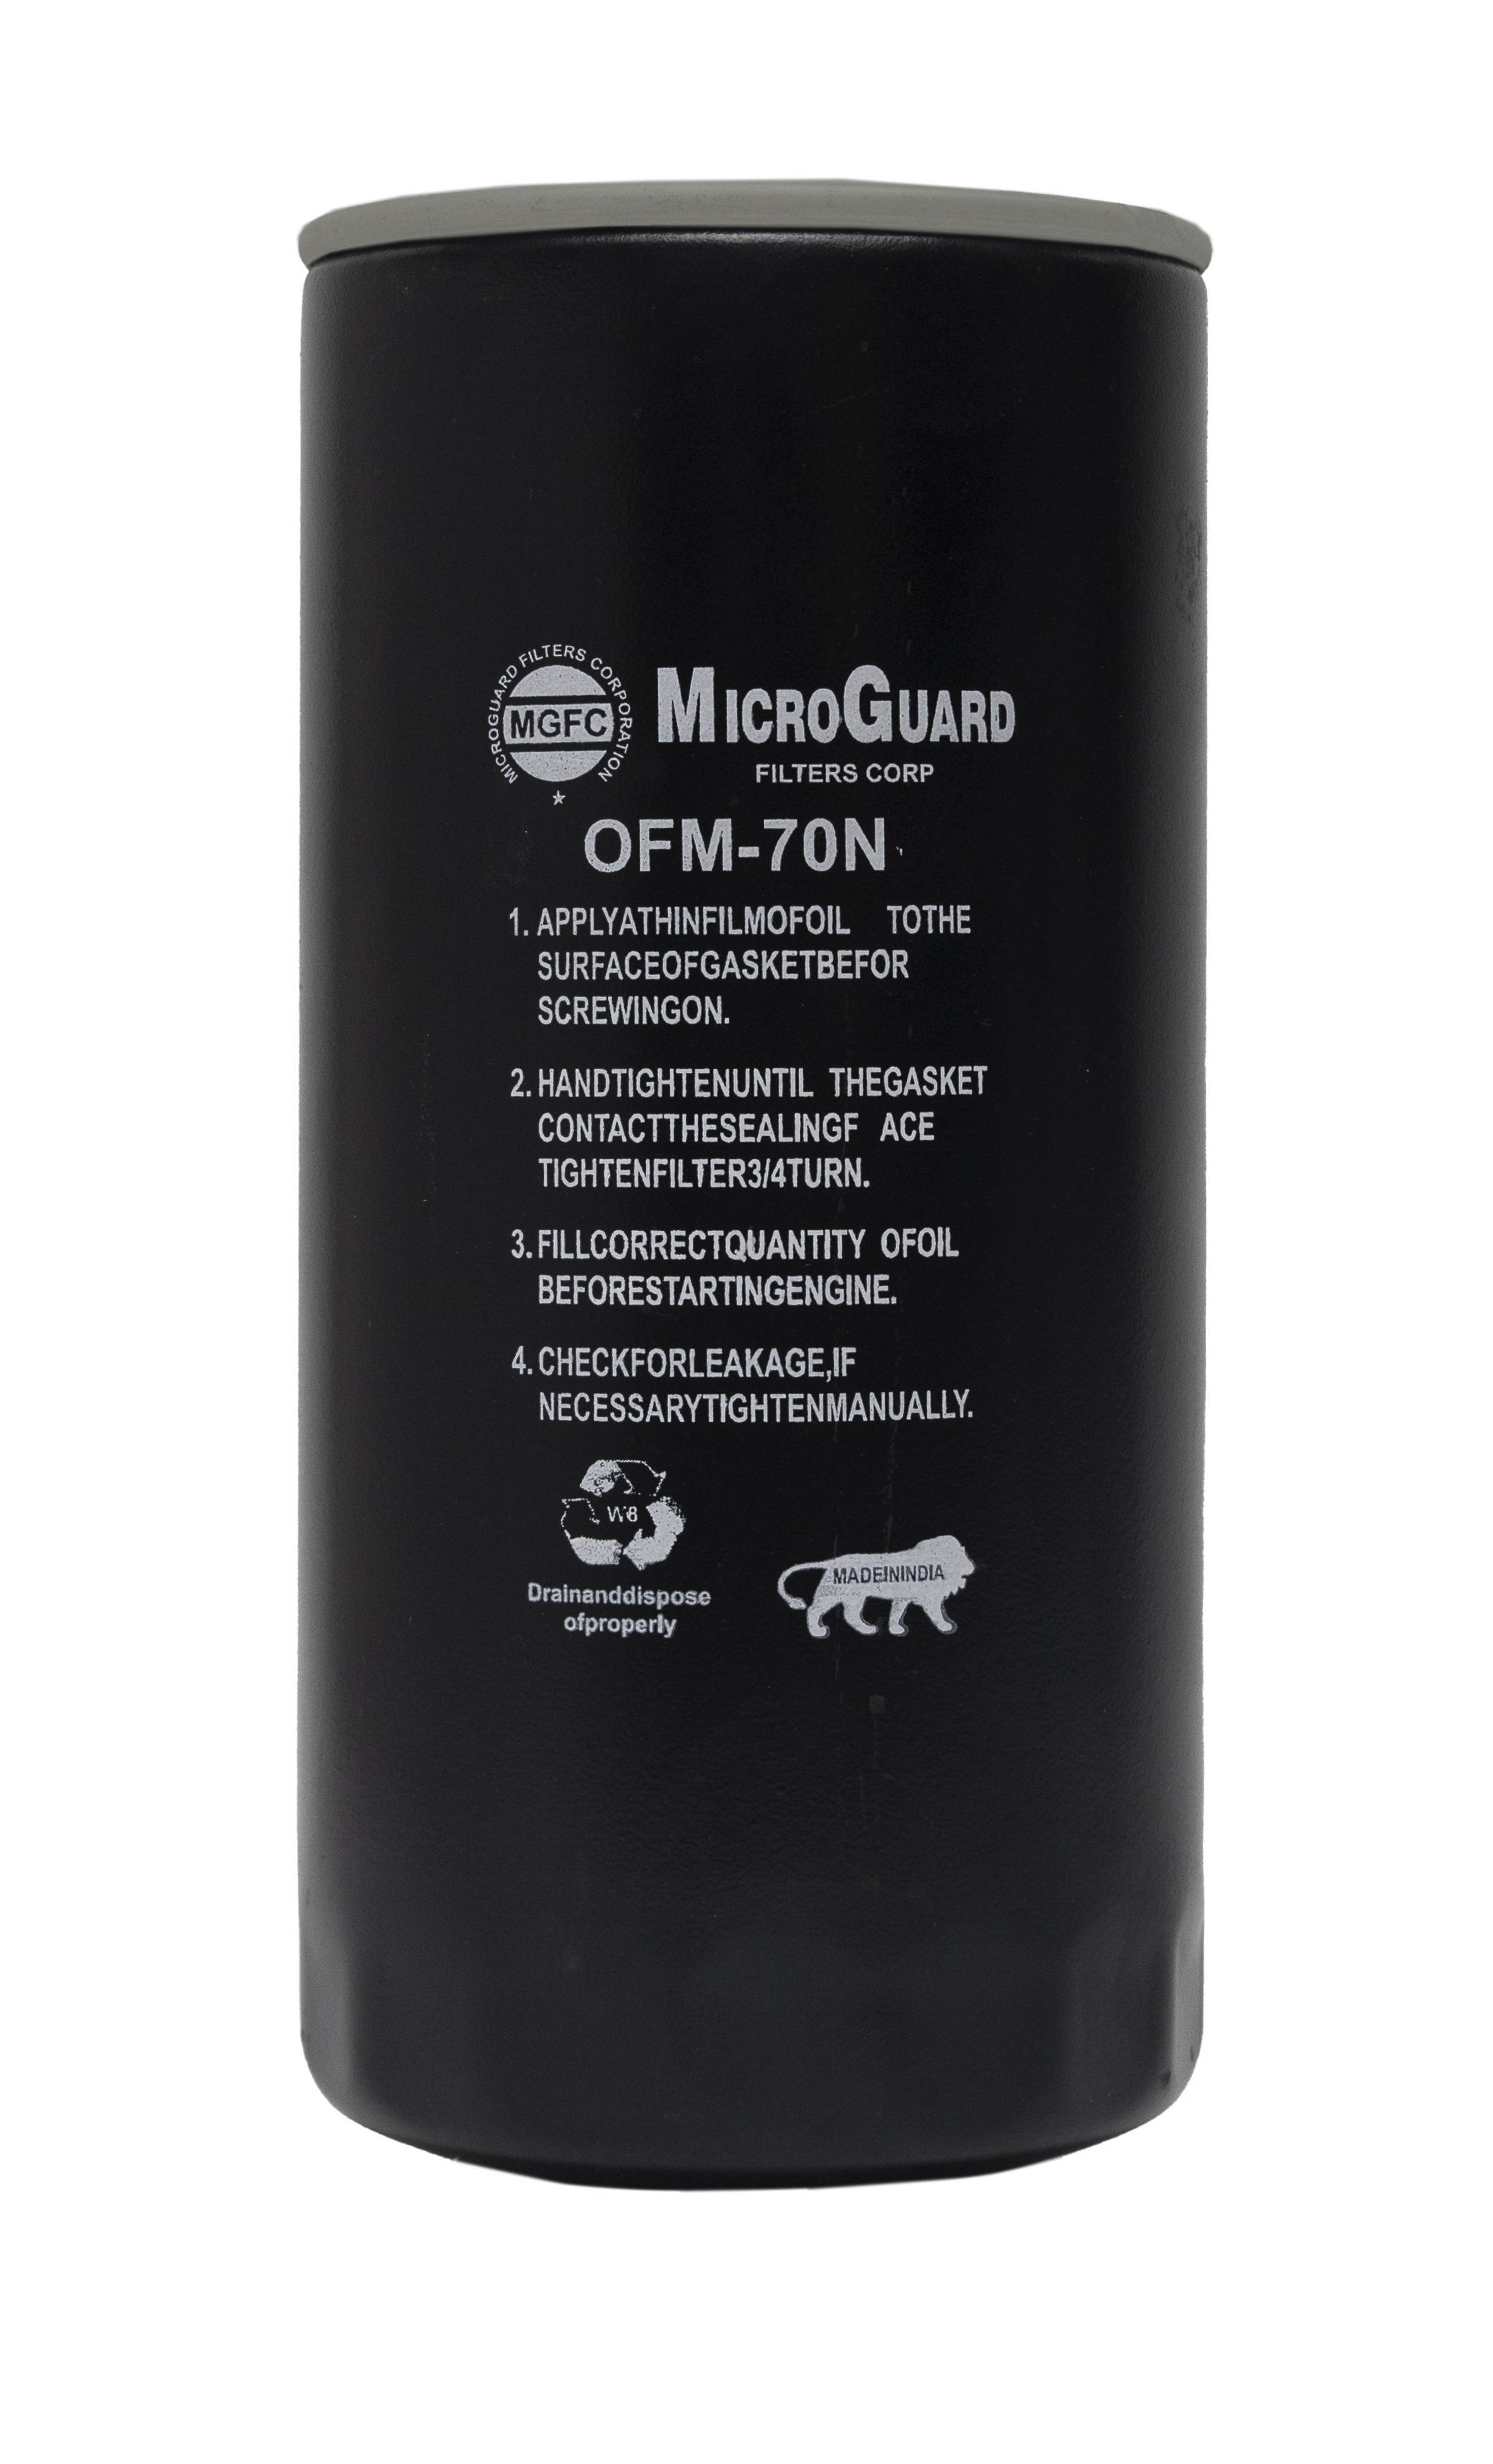 MICROGUARD FILTERS CORPORATION
MGFC
MICROGUARD
FILTERS CORP
OFM-70N
1. APPLYATHINFILMOFOIL TOTHE
SURFACEOFGASKETBEFOR
SCREWINGON.
2. HANDTIGHTENUNTIL THEGASKET
CONTACTTHESEALINGF ACE
TIGHTENFILTER3/4TURN.
3. FILLCORRECTQUANTITY OFOIL
BEFORESTARTINGENGINE.
4. CHECKFORLEAKAGE,IF
NECESSARYTIGHTENMANUALLY.
Drainanddispose
ofproperly
MADEININDIA